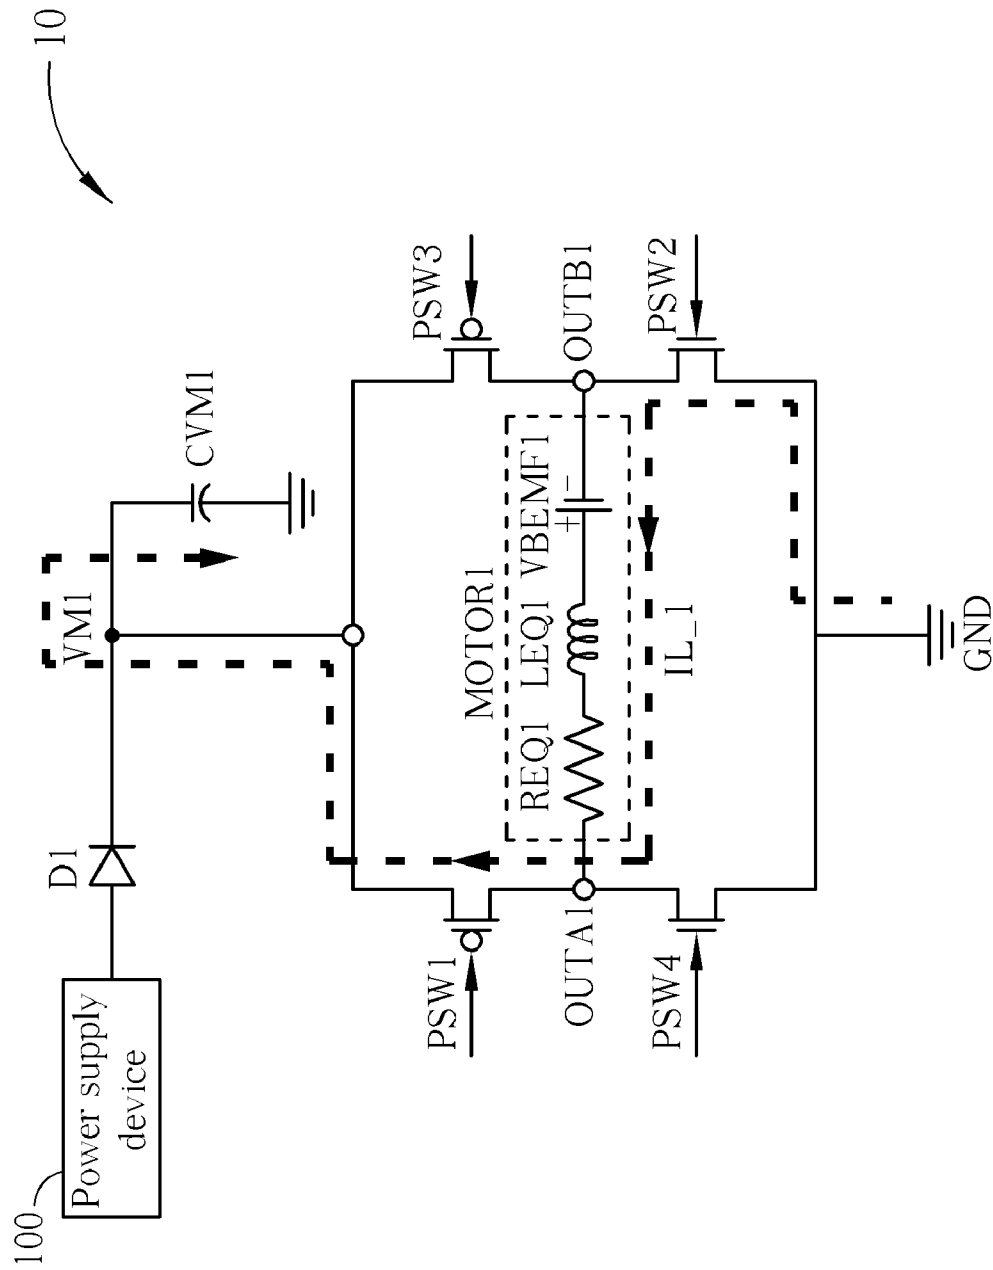 10
100
Power supply
device
D1
VM1
CVM1
PSW1
PSW3
MOTOR1
REQ1
LEQ1
VBEMF1
+
−
OUTA1
OUTB1
IL_1
PSW4
PSW2
GND